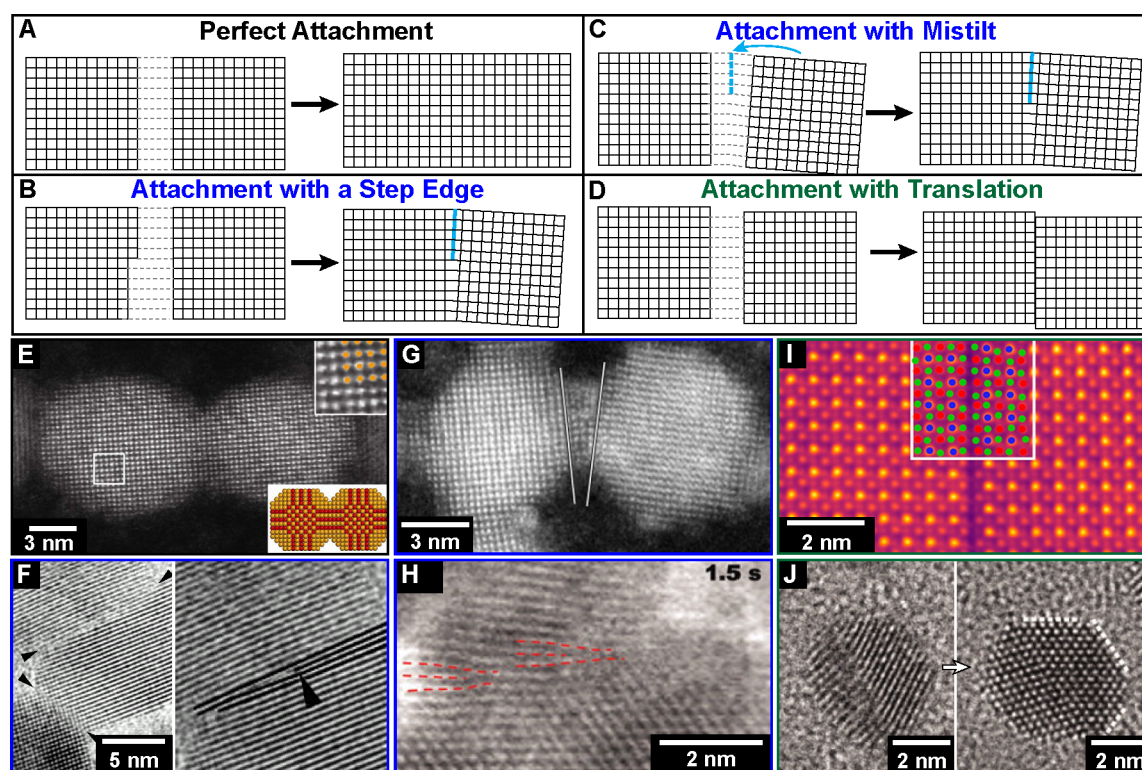 A
Perfect Attachment
C
Attachment with Mistilt
B
Attachment with a Step Edge
D
Attachment with Translation
E
3 nm
G
3 nm
I
2 nm
F
5 nm
H
1.5 s
2 nm
J
2 nm
2 nm